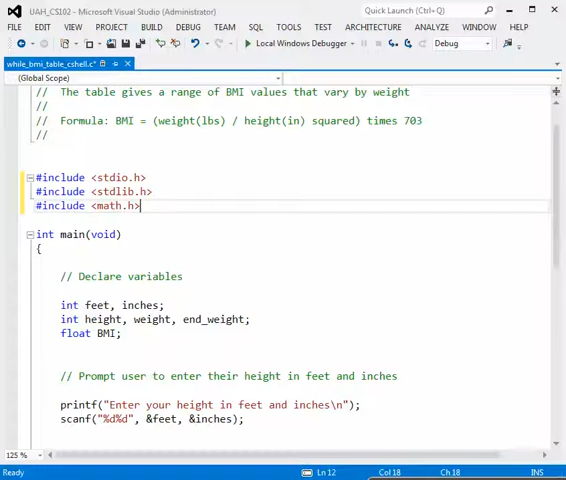 UAH_CS102 - Microsoft Visual Studio (Administrator)
Quick Launch (Ctrl+Q)
FILE EDIT VIEW PROJECT BUILD DEBUG TEAM SQL TOOLS TEST ARCHITECTURE ANALYZE WINDOW
Local Windows Debugger Debug
while_bmi_table_cshell.c*
(Global Scope)
// The table gives a range of BMI values that vary by weight
//
// Formula: BMI = (weight(lbs) / height(in) squared) times 703
//
#include <stdio.h>
#include <stdlib.h>
#include <math.h>
int main(void)
{
// Declare variables
int feet, inches;
int height, weight, end_weight;
float BMI;
// Prompt user to enter their height in feet and inches
printf("Enter your height in feet and inches\n");
scanf("%d%d", &feet, &inches);
125 %
Ready Ln 12 Col 18 Ch 18 INS